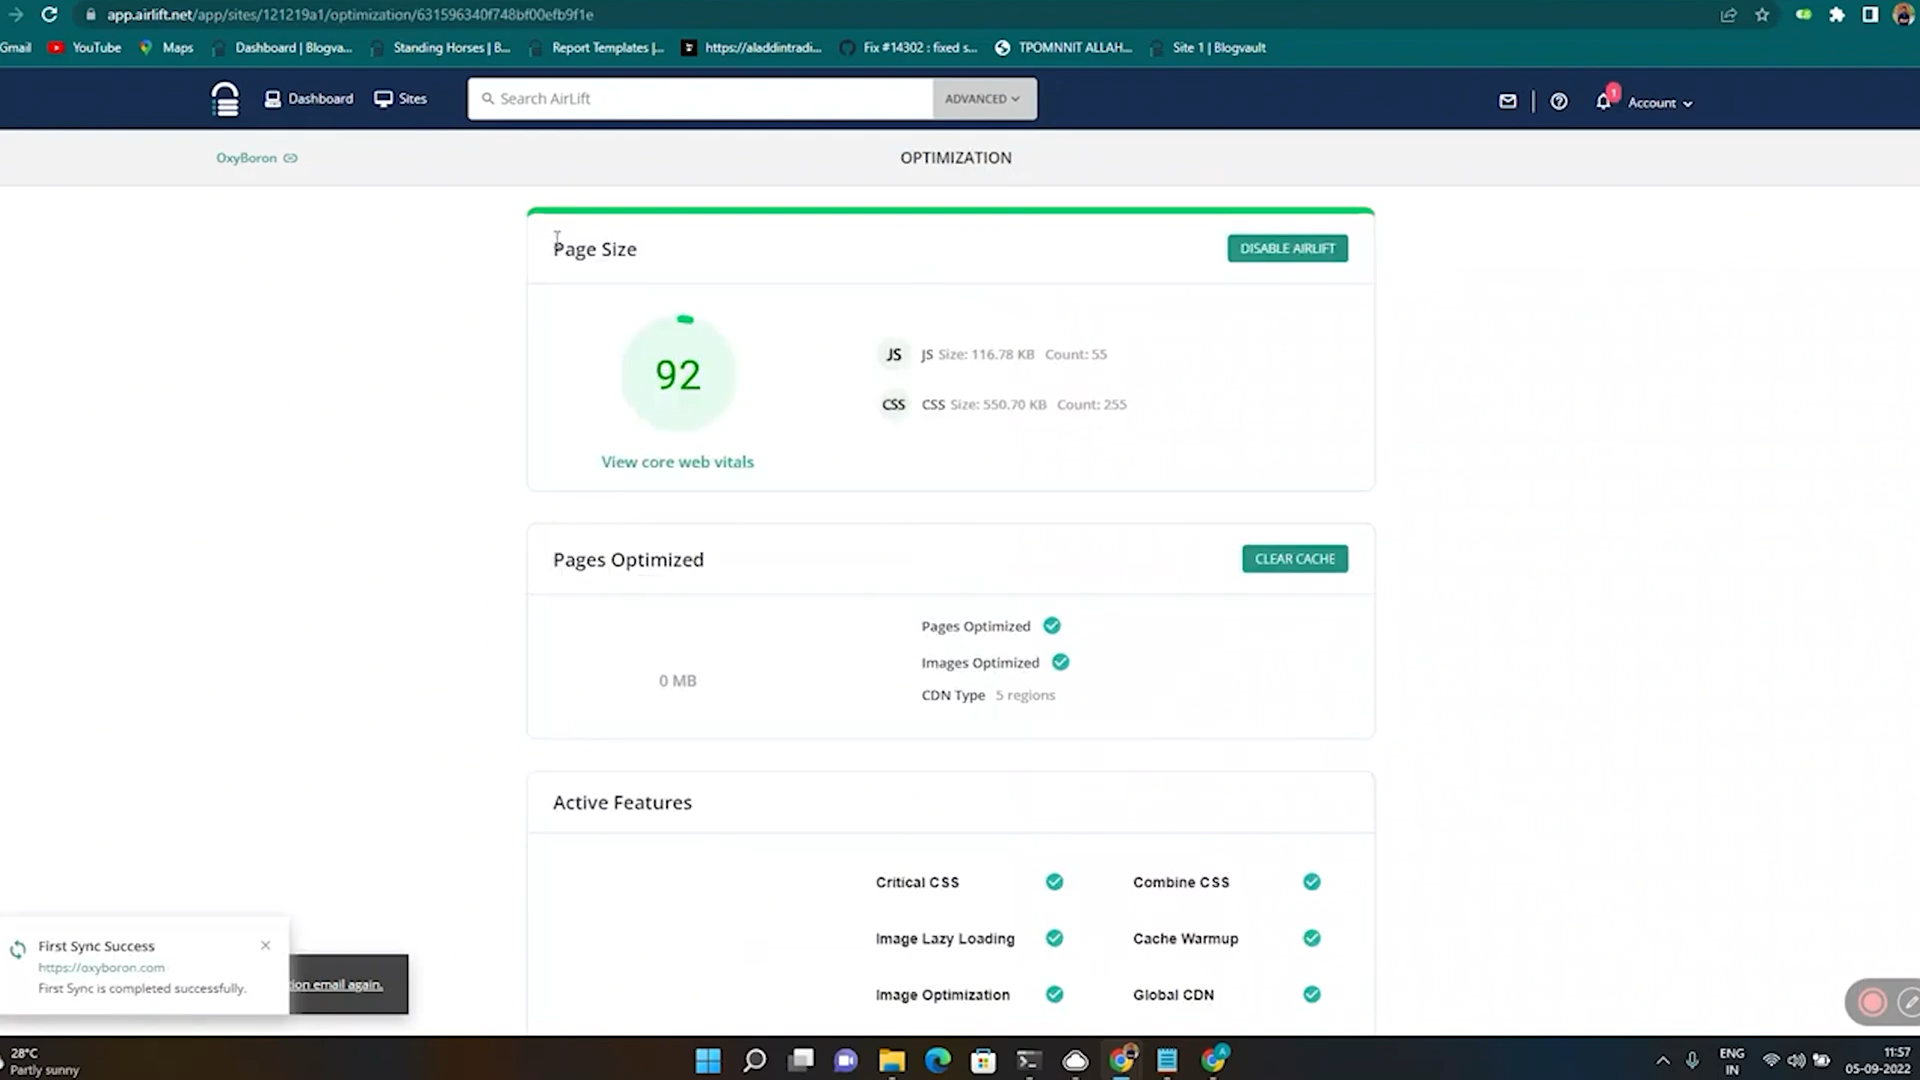 app.airlift.net/app/sites/121219a1/optimization/631596340f748bf00efb9f1e
Gmail YouTube Maps Dashboard | Blogva... Standing Horses | B... Report Templates |... https://aladdintradi... Fix #14302 : fixed s... TPOMNNIT ALLAH... Site 1 | Blogvault
Dashboard Sites Search AirLift ADVANCED 1 Account
OxyBoron OPTIMIZATION
Page Size DISABLE AIRLIFT
92
JS JS Size: 116.78 KB Count: 55
CSS CSS Size: 550.70 KB Count: 255
View core web vitals
Pages Optimized CLEAR CACHE
Pages Optimized
Images Optimized
0 MB
CDN Type 5 regions
Active Features
Critical CSS Combine CSS
Image Lazy Loading Cache Warmup
Image Optimization Global CDN
First Sync Success
https://oxyboron.com
First Sync is completed successfully.
tion email again.
28°C
Partly sunny
ENG
IN
11:57
05-09-2022